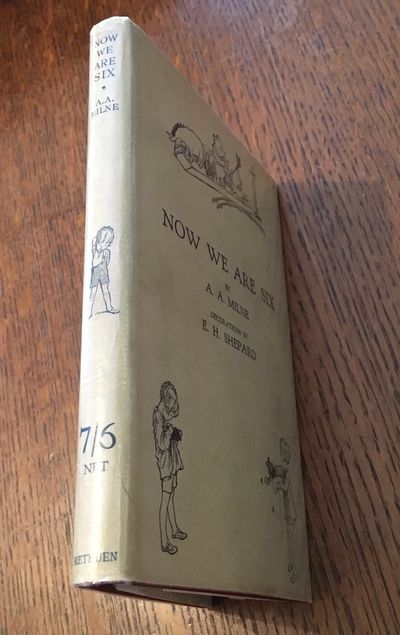 NOW
WE
ARE
SIX
A.A.
MILNE
7/6
NET
METHUEN
NOW WE ARE SIX
BY
A. A. MILNE
DECORATIONS BY
E. H. SHEPARD